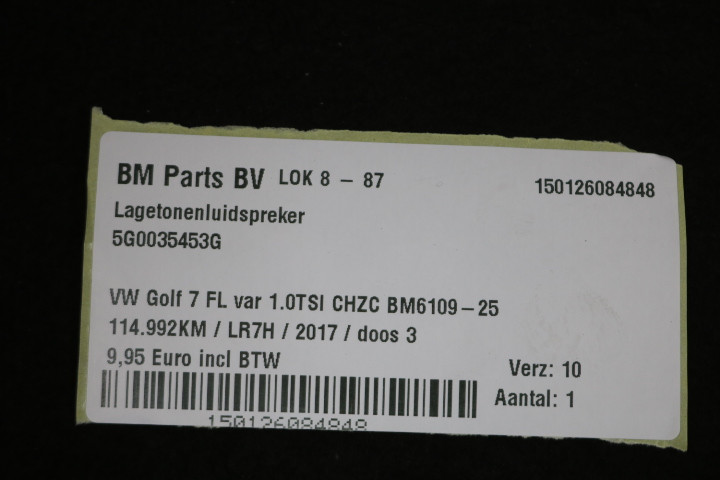 BM Parts BV LOK 8 - 87 150126084848
Lagetonenluidspreker
5G0035453G
VW Golf 7 FL var 1.0TSI CHZC BM6109-25
114.992KM / LR7H / 2017 / doos 3
9,95 Euro incl BTW
Verz: 10
Aantal: 1
150126084848